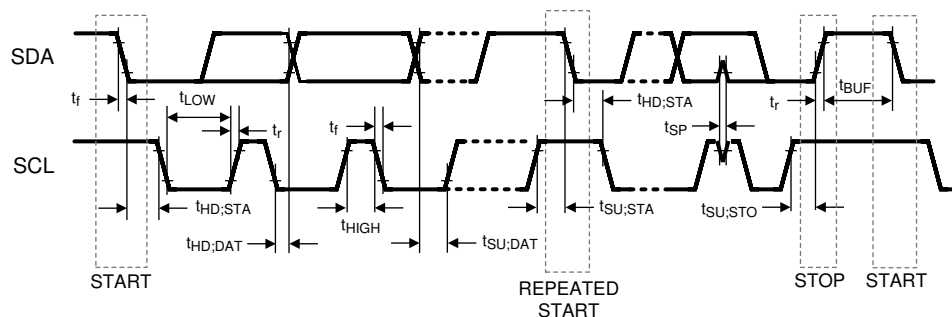 SDA
t_f
t_LOW
t_r
t_f
t_HD;STA
t_SP
t_r
t_BUF
SCL
t_HD;STA
t_HD;DAT
t_HIGH
t_SU;DAT
t_SU;STA
t_SU;STO
START
REPEATED
START
STOP
START